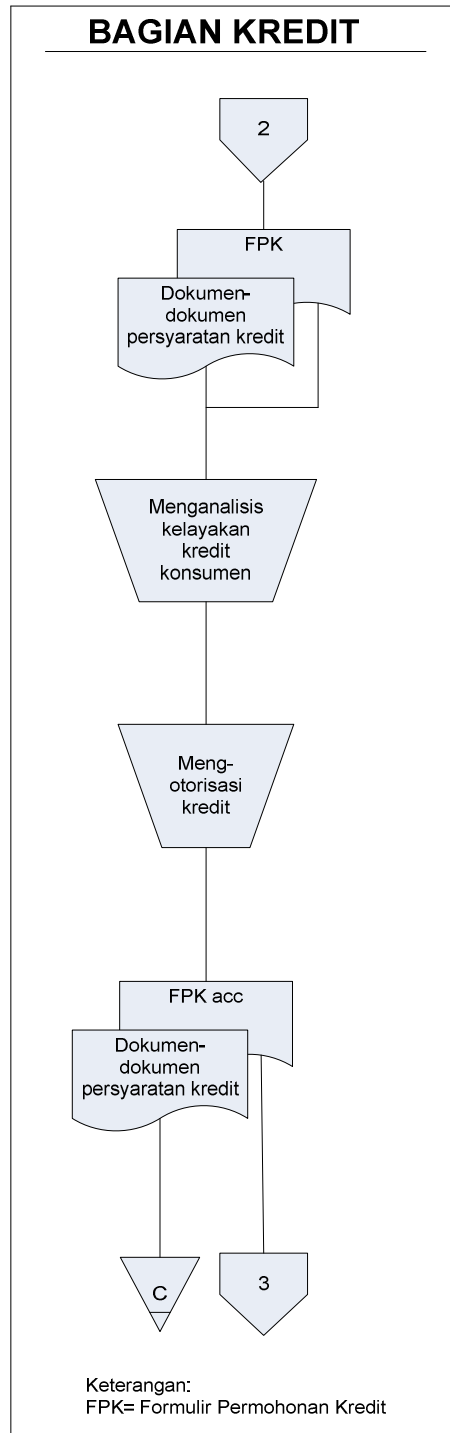 BAGIAN KREDIT
2
FPK
Dokumen-
dokumen
persyaratan kredit
Menganalisis
kelayakan
kredit
konsumen
Meng-
otorisasi
kredit
FPK acc
Dokumen-
dokumen
persyaratan kredit
C
3
Keterangan:
FPK= Formulir Permohonan Kredit